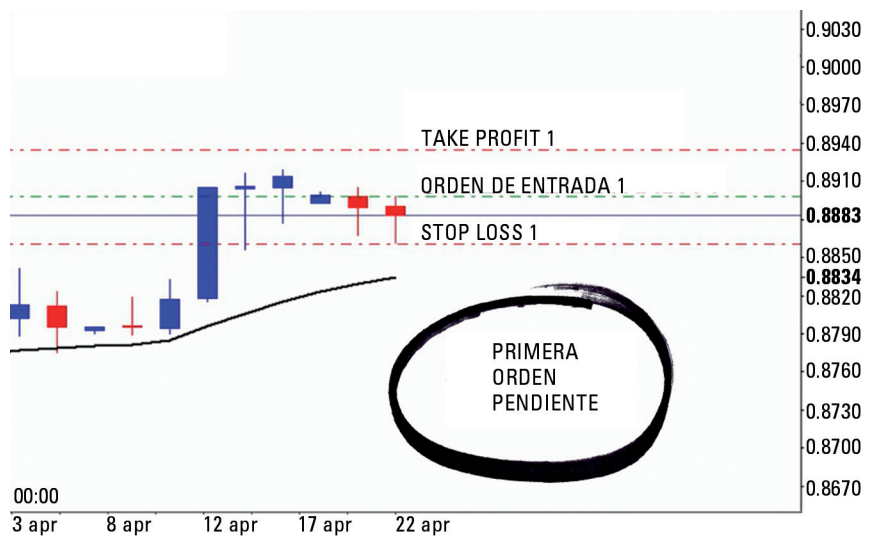 0.9030
0.9000
0.8970
TAKE PROFIT 1
0.8940
ORDEN DE ENTRADA 1
0.8910
0.8883
STOP LOSS 1
0.8850
0.8834
0.8820
0.8790
PRIMERA
ORDEN
PENDIENTE
0.8760
0.8730
0.8700
0.8670
00:00
3 apr 8 apr 12 apr 17 apr 22 apr